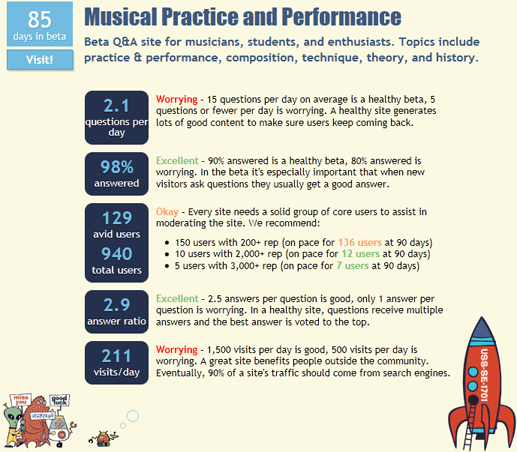 85
days in beta
Visit!
Musical Practice and Performance
Beta Q&A site for musicians, students, and enthusiasts. Topics include
practice & performance, composition, technique, theory, and history.
2.1
questions per
day
Worrying - 15 questions per day on average is a healthy beta, 5
questions or fewer per day is worrying. A healthy site generates
lots of good content to make sure users keep coming back.
98%
answered
Excellent - 90% answered is a healthy beta, 80% answered is
worrying. In the beta it's especially important that when new
visitors ask questions they usually get a good answer.
129
avid users
940
total users
Okay - Every site needs a solid group of core users to assist in
moderating the site. We recommend:
• 150 users with 200+ rep (on pace for 136 users at 90 days)
• 10 users with 2,000+ rep (on pace for 12 users at 90 days)
• 5 users with 3,000+ rep (on pace for 7 users at 90 days)
2.9
answer ratio
Excellent - 2.5 answers per question is good, only 1 answer per
question is worrying. In a healthy site, questions receive multiple
answers and the best answer is voted to the top.
211
visits/day
Worrying - 1,500 visits per day is good, 500 visits per day is
worrying. A great site benefits people outside the community.
Eventually, 90% of a site's traffic should come from search engines.
USS-SE-1701
miss
you
good
luck